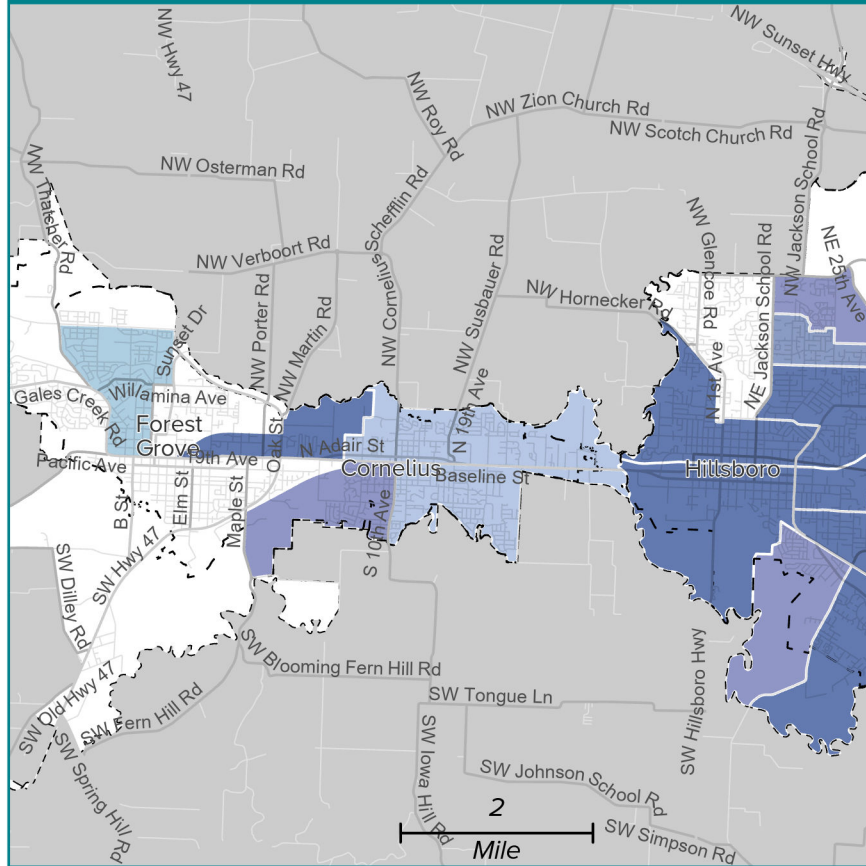 NW Hwy 47
NW Sunset Hwy
NW Roy Rd
NW Zion Church Rd
NW Scotch Church Rd
NW Jackson School Rd
NW Osterman Rd
NW Thatcher Rd
NW Cornelius Schefflin Rd
NW Verboort Rd
NW Porter Rd
NW Martin Rd
NW Susbauer Rd
NW Hornecker Rd
NW Glencoe Rd
NE Jackson School Rd
NE 25th Ave
Sunset Dr
Willamina Ave
Gales Creek Rd
Forest
Grove
19th Ave
Pacific Ave
Oak St
N Adair St
N 19th Ave
Cornelius
Baseline St
N 1st Ave
Hillsboro
B St
Elm St
Maple St
S 10th Ave
SW Hwy 47
SW Dilley Rd
SW Blooming Fern Hill Rd
SW Old Hwy 47
SW Fern Hill Rd
SW Spring Hill Rd
SW Tongue Ln
SW Iowa Hill Rd
SW Hillsboro Hwy
SW Johnson School Rd
SW Simpson Rd
2
Mile